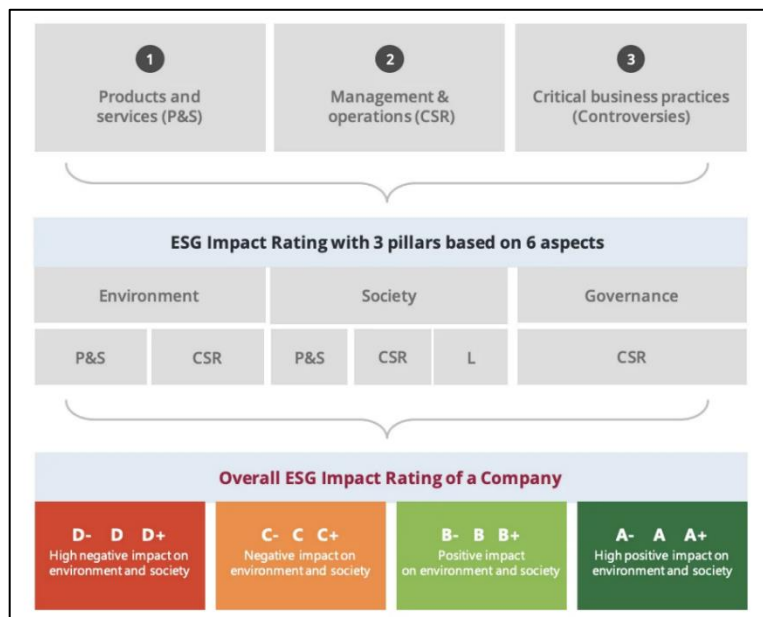 1
Products and
services (P&S)
2
Management &
operations (CSR)
3
Critical business practices
(Controversies)
ESG Impact Rating with 3 pillars based on 6 aspects
Environment
Society
Governance
P&S
CSR
P&S
CSR
L
CSR
Overall ESG Impact Rating of a Company
D- D D+
High negative impact on
environment and society
C- C C+
Negative impact on
environment and society
B- B B+
Positive impact
on environment and society
A- A A+
High positive impact on
environment and society